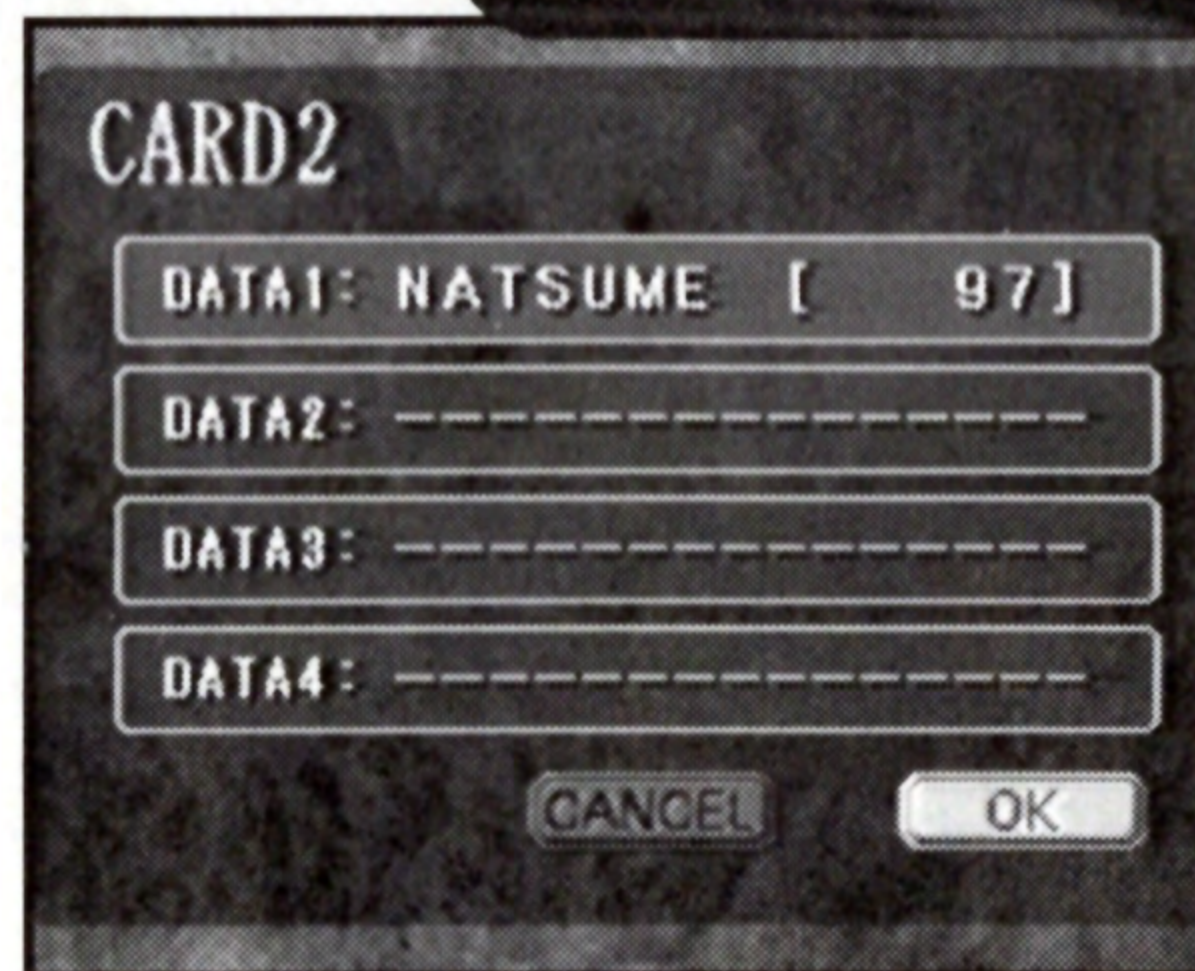 CARD2
DATA1: NATSUME [ 97]
DATA2: ---------------
DATA3: ---------------
DATA4: ---------------
CANCEL OK